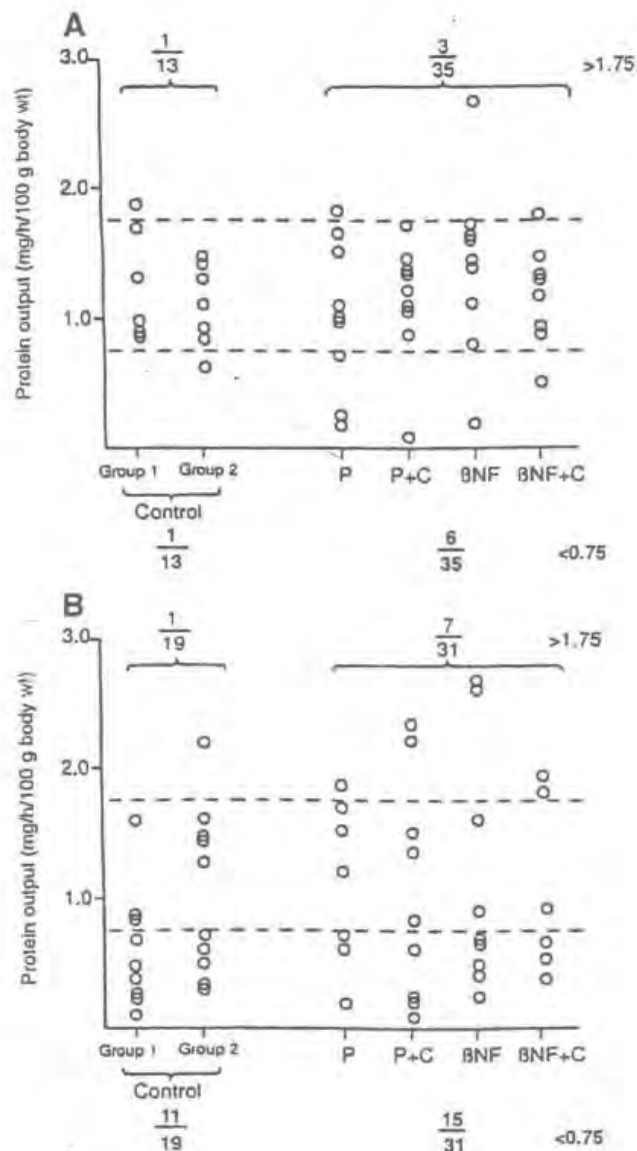 A
1/13 3/35 >1.75
Protein output (mg/h/100 g body wt)
3.0
2.0
1.0
Group 1 Group 2 P P+C βNF βNF+C
Control
1/13 6/35 <0.75
B
1/19 7/31 >1.75
Protein output (mg/h/100 g body wt)
3.0
2.0
1.0
Group 1 Group 2 P P+C βNF βNF+C
Control
11/19 15/31 <0.75